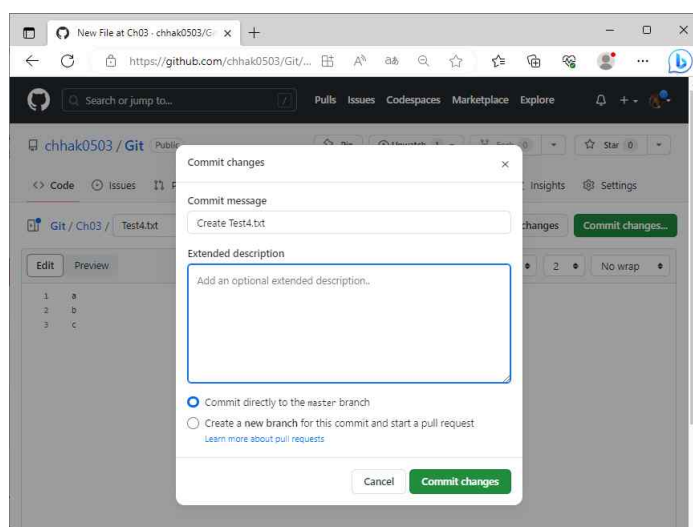 New File at Ch03 · chhak0503/G
https://github.com/chhak0503/Git/...
Search or jump to...
/
Pulls Issues Codespaces Marketplace Explore
chhak0503 / Git Public
Star 0
Code Issues Insights Settings
Git / Ch03 / Test4.txt changes Commit changes...
Edit Preview 2 No wrap
1 a
2 b
3 c
Commit changes
Commit message
Create Test4.txt
Extended description
Add an optional extended description..
Commit directly to the master branch
Create a new branch for this commit and start a pull request
Learn more about pull requests
Cancel Commit changes